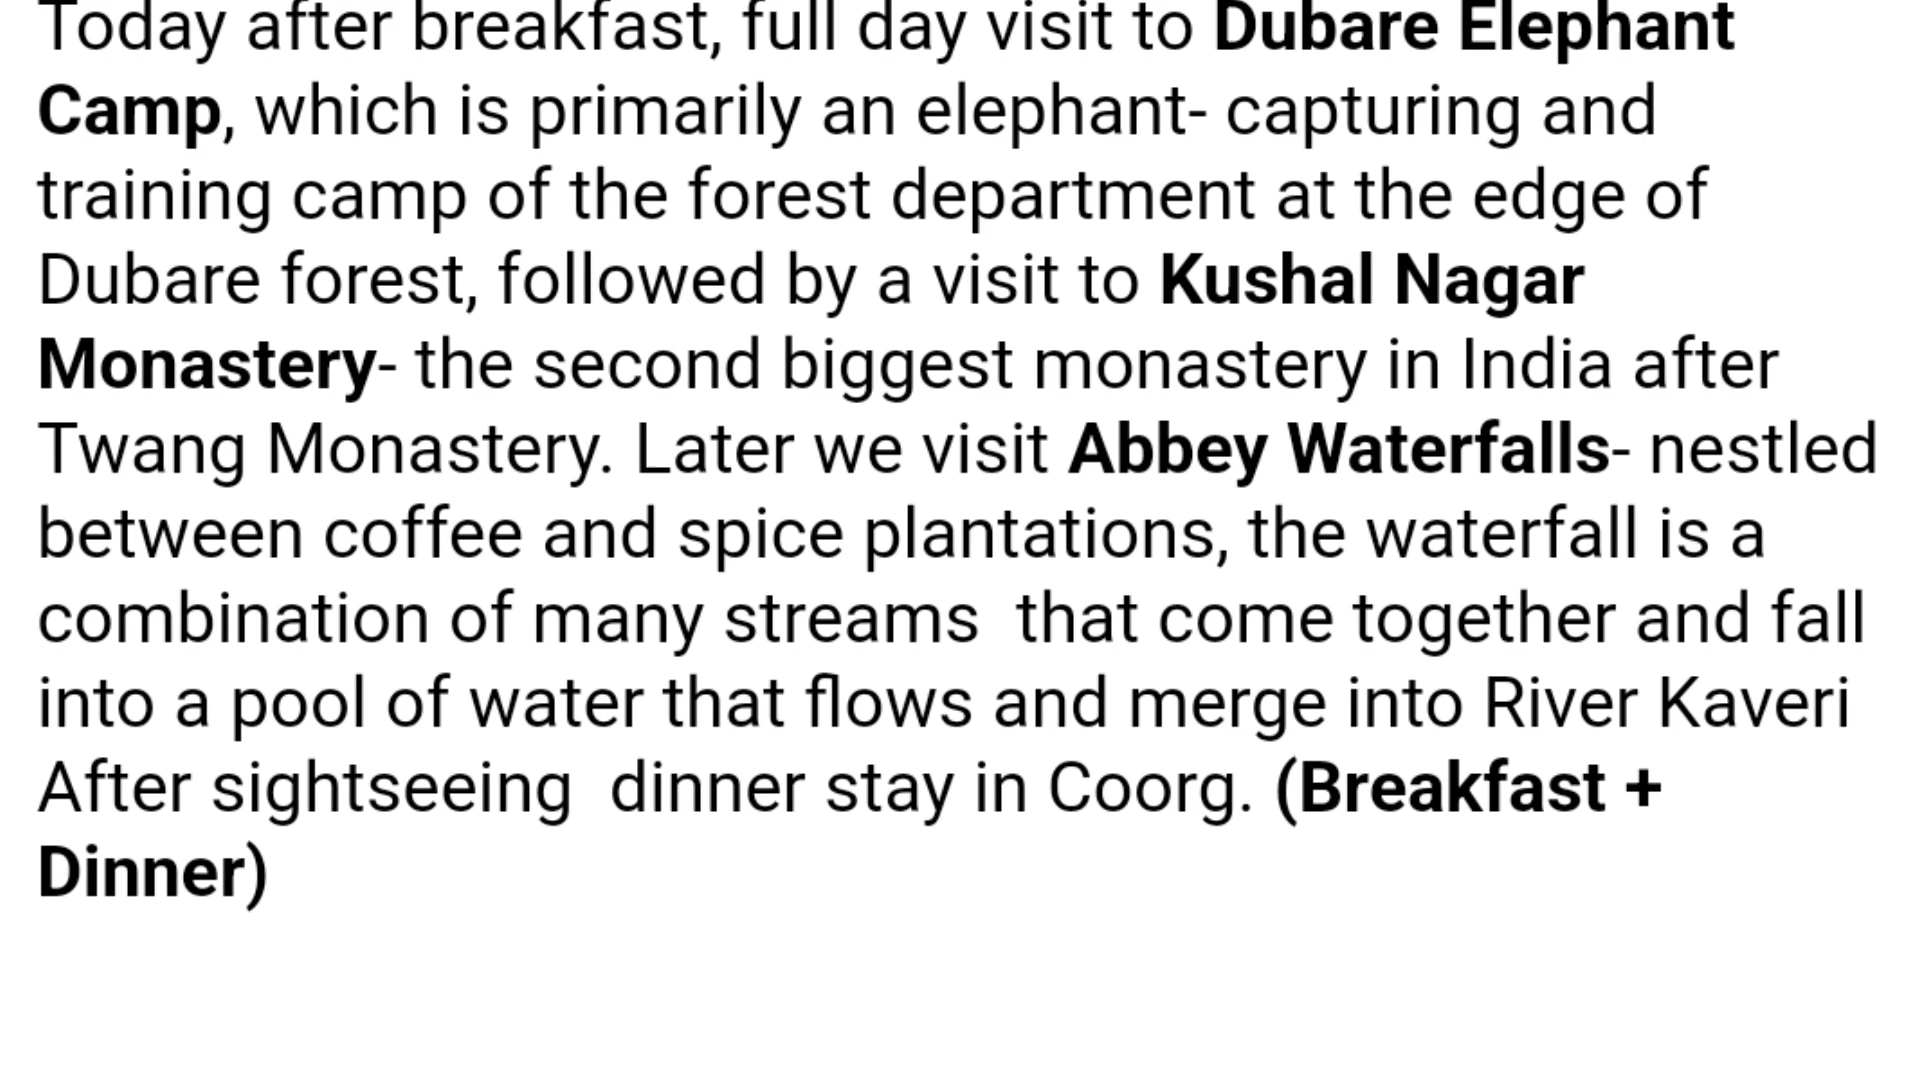 Today after breakfast, full day visit to Dubare Elephant
Camp, which is primarily an elephant- capturing and
training camp of the forest department at the edge of
Dubare forest, followed by a visit to Kushal Nagar
Monastery- the second biggest monastery in India after
Twang Monastery. Later we visit Abbey Waterfalls- nestled
between coffee and spice plantations, the waterfall is a
combination of many streams  that come together and fall
into a pool of water that flows and merge into River Kaveri
After sightseeing  dinner stay in Coorg. (Breakfast +
Dinner)